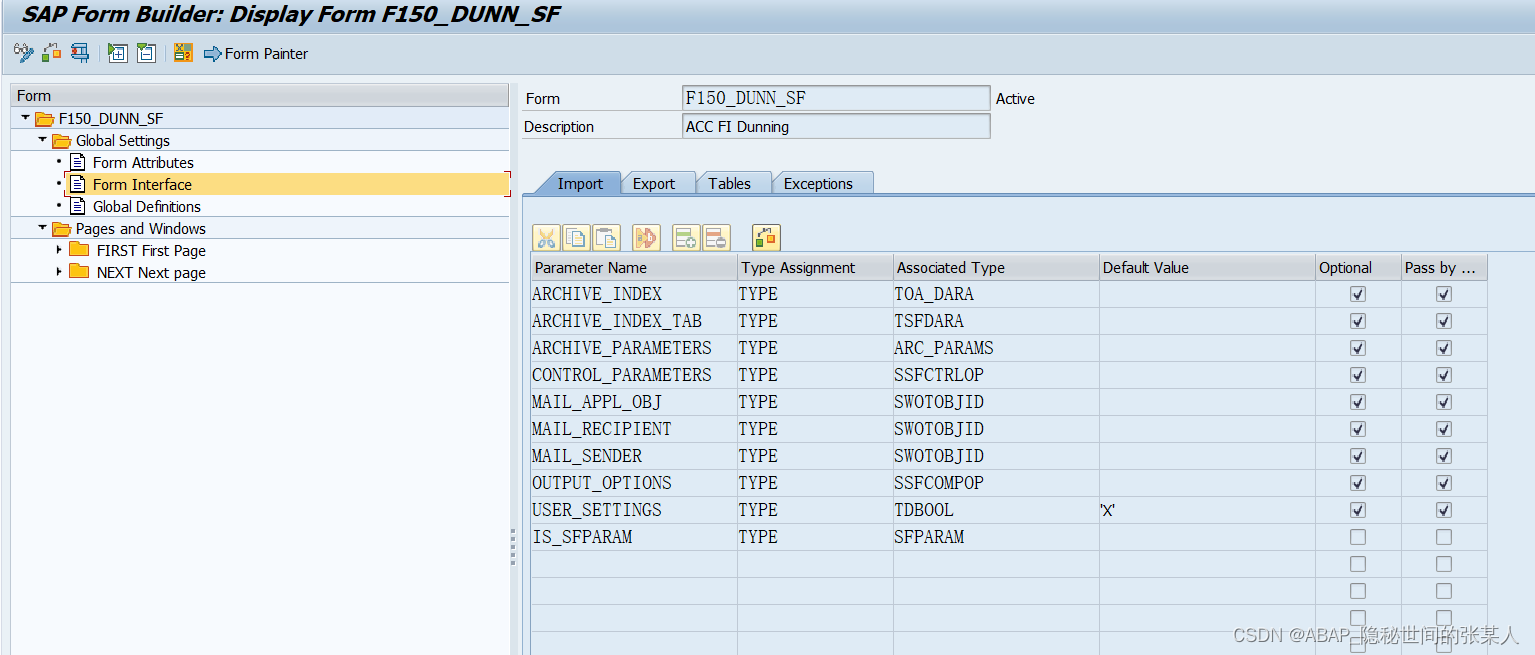 SAP Form Builder: Display Form F150_DUNN_SF
Form Painter
Form
F150_DUNN_SF
Global Settings
Form Attributes
Form Interface
Global Definitions
Pages and Windows
FIRST First Page
NEXT Next page
Form F150_DUNN_SF Active
Description ACC FI Dunning
Import Export Tables Exceptions
Parameter Name Type Assignment Associated Type Default Value Optional Pass by ...
ARCHIVE_INDEX TYPE TOA_DARA
ARCHIVE_INDEX_TAB TYPE TSFDARA
ARCHIVE_PARAMETERS TYPE ARC_PARAMS
CONTROL_PARAMETERS TYPE SSFCTRLOP
MAIL_APPL_OBJ TYPE SWOTOBJID
MAIL_RECIPIENT TYPE SWOTOBJID
MAIL_SENDER TYPE SWOTOBJID
OUTPUT_OPTIONS TYPE SSFCOMPOP
USER_SETTINGS TYPE TDBOOL 'X'
IS_SFPARAM TYPE SFPARAM
CSDN @ABAP_隐秘世间的张某人